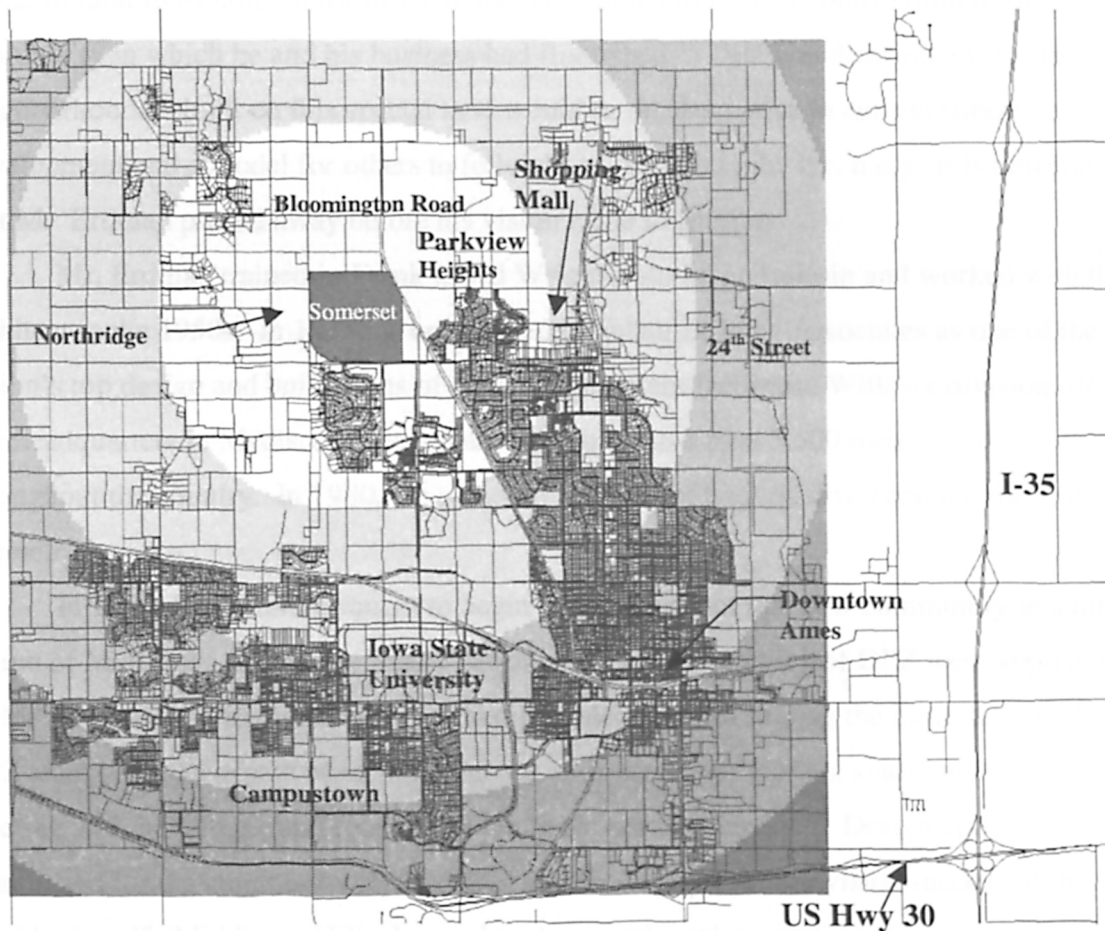 Shopping
Mall
Bloomington Road
Parkview
Heights
Somerset
Northridge
24th Street
I-35
Downtown
Ames
Iowa State
University
Campustown
US Hwy 30